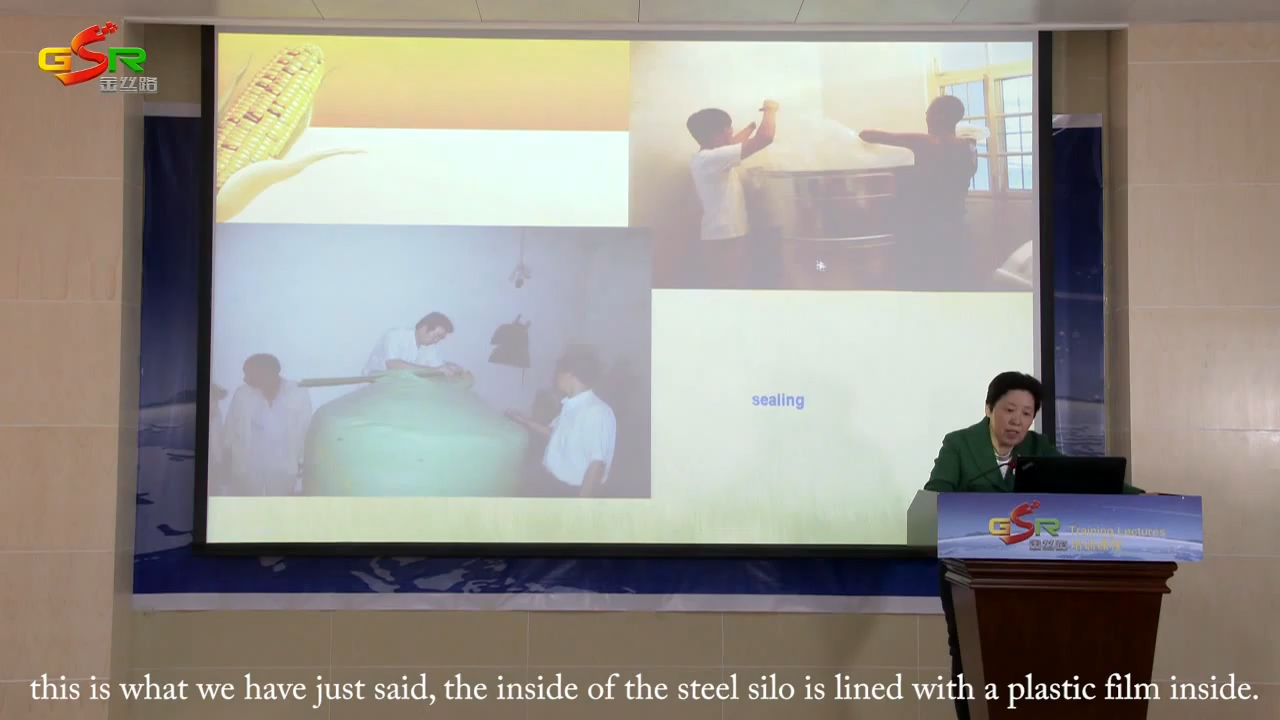 GSR
金丝路
sealing
GSR
Training Lectures
金丝路
this is what we have just said, the inside of the steel silo is lined with a plastic film inside.